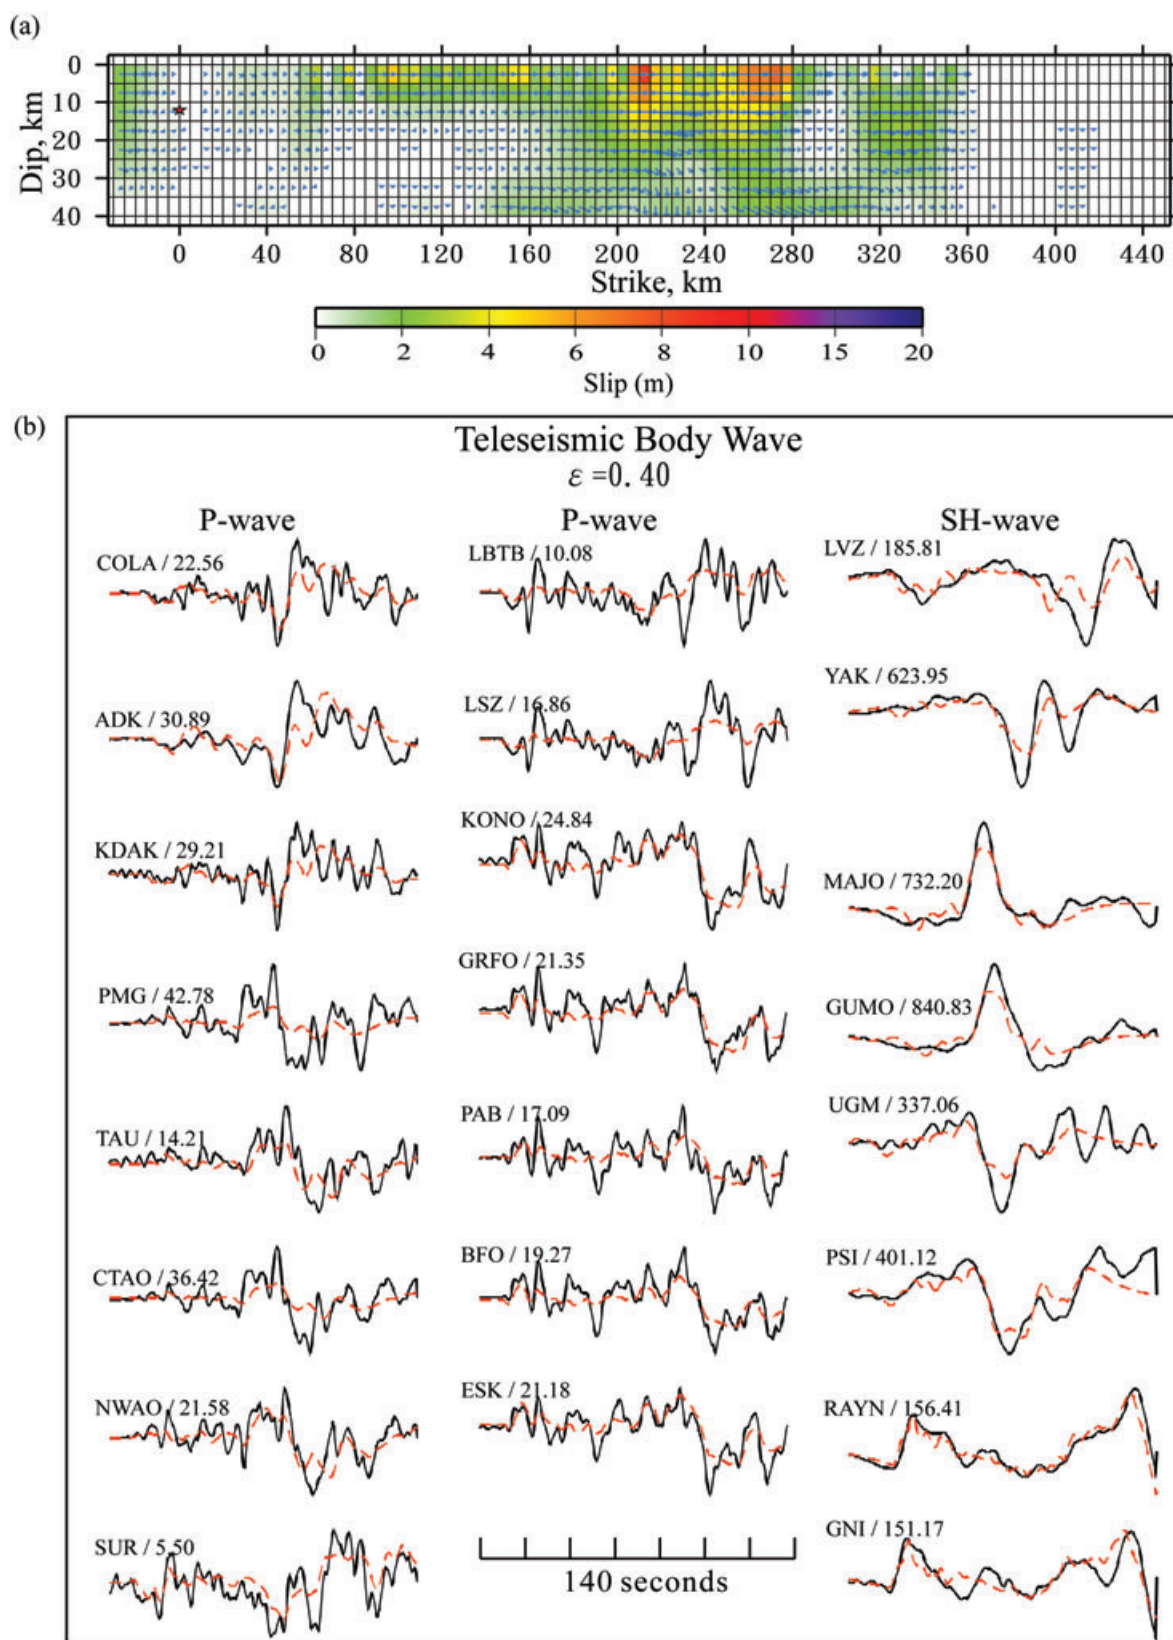 (a)
0
10
20
30
40
Dip, km
0 40 80 120 160 200 240 280 320 360 400 440
Strike, km
0 2 4 6 8 10 15 20
Slip (m)
(b)
Teleseismic Body Wave
ε =0. 40
P-wave P-wave SH-wave
COLA / 22.56 LBTB / 10.08 LVZ / 185.81
ADK / 30.89 LSZ / 16.86 YAK / 623.95
KDAK / 29.21 KONO / 24.84 MAJO / 732.20
PMG / 42.78 GRFO / 21.35 GUMO / 840.83
TAU / 14.21 PAB / 17.09 UGM / 337.06
CTAO / 36.42 BFO / 19.27 PSI / 401.12
NWAO / 21.58 ESK / 21.18 RAYN / 156.41
SUR / 5.50 GNI / 151.17
140 seconds